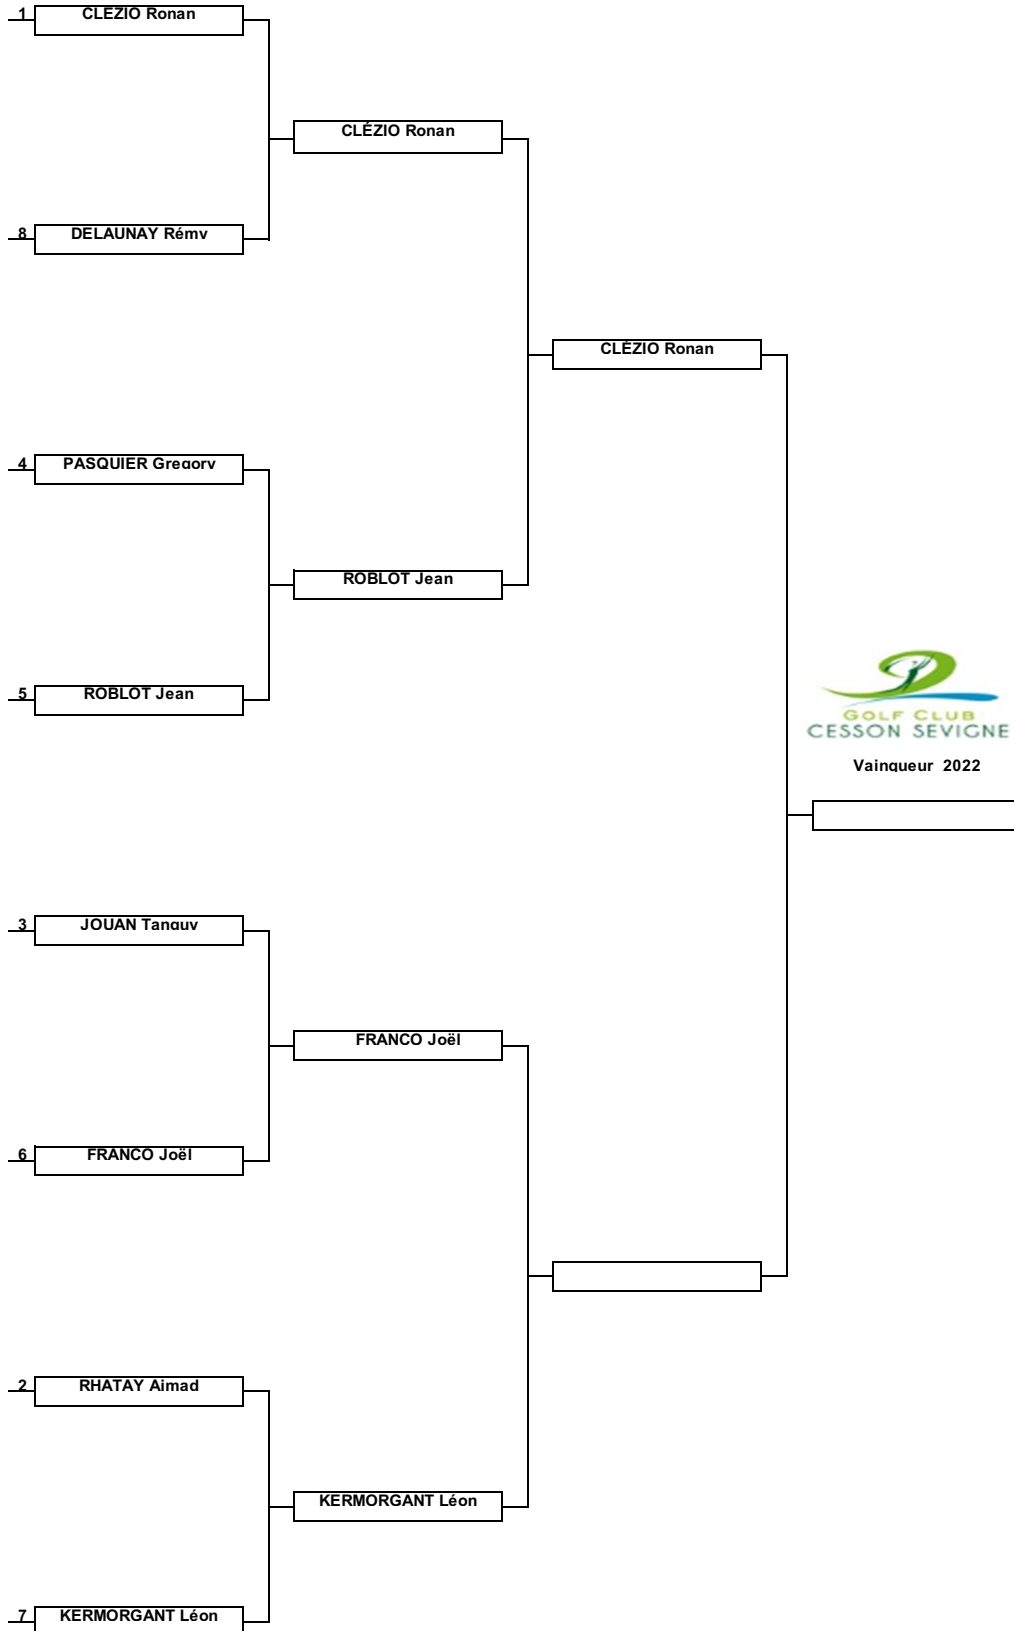 1 CLÉZIO Ronan
CLÉZIO Ronan
8 DELAUNAY Rémy
CLÉZIO Ronan
4 PASQUIER Gregory
ROBLOT Jean
5 ROBLOT Jean
GOLF CLUB
CESSON SEVIGNE
Vainqueur 2022
3 JOUAN Tanguy
FRANCO Joël
6 FRANCO Joël
2 RHATAY Aimad
KERMORGANT Léon
7 KERMORGANT Léon